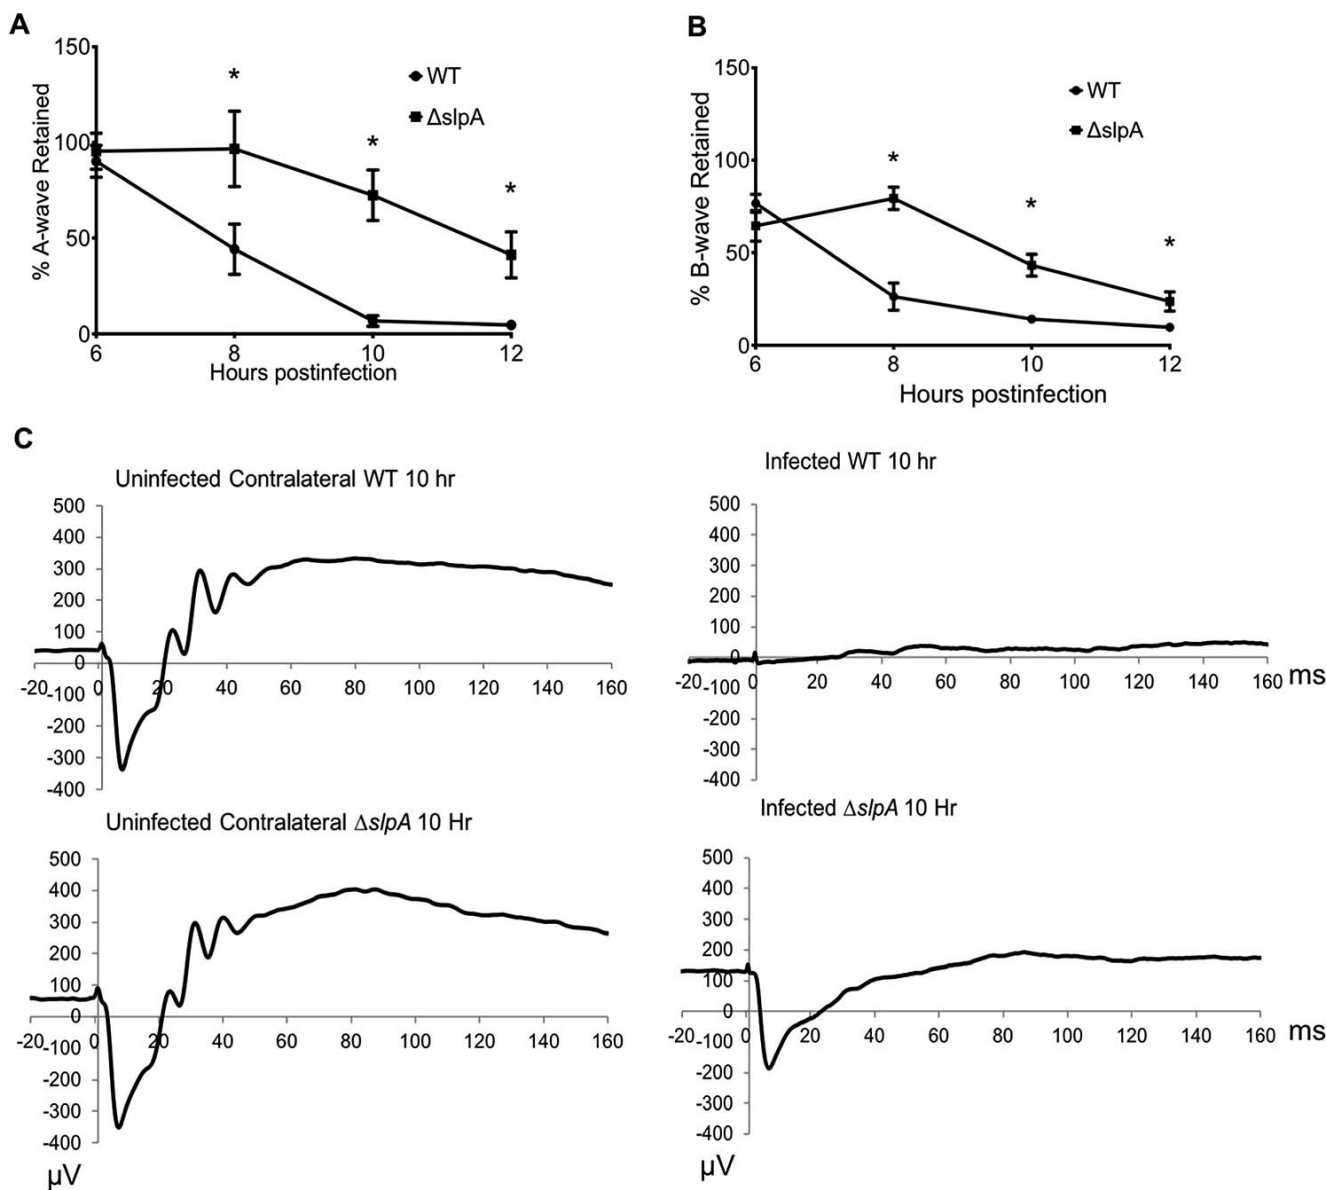 A
150
100
50
0
% A-wave Retained
6 8 10 12
Hours postinfection
WT
ΔslpA
*
*
*
B
150
100
50
0
% B-wave Retained
6 8 10 12
Hours postinfection
WT
ΔslpA
*
*
*
C
Uninfected Contralateral WT 10 hr
500
400
300
200
100
0
-100
-200
-300
-400
-20 0 20 40 60 80 100 120 140 160
Infected WT 10 hr
500
400
300
200
100
0
-100
-200
-300
-400
-20 0 20 40 60 80 100 120 140 160 ms
Uninfected Contralateral ΔslpA 10 Hr
500
400
300
200
100
0
-100
-200
-300
-400
-20 0 20 40 60 80 100 120 140 160
µV
Infected ΔslpA 10 Hr
500
400
300
200
100
0
-100
-200
-300
-400
-20 0 20 40 60 80 100 120 140 160 ms
µV